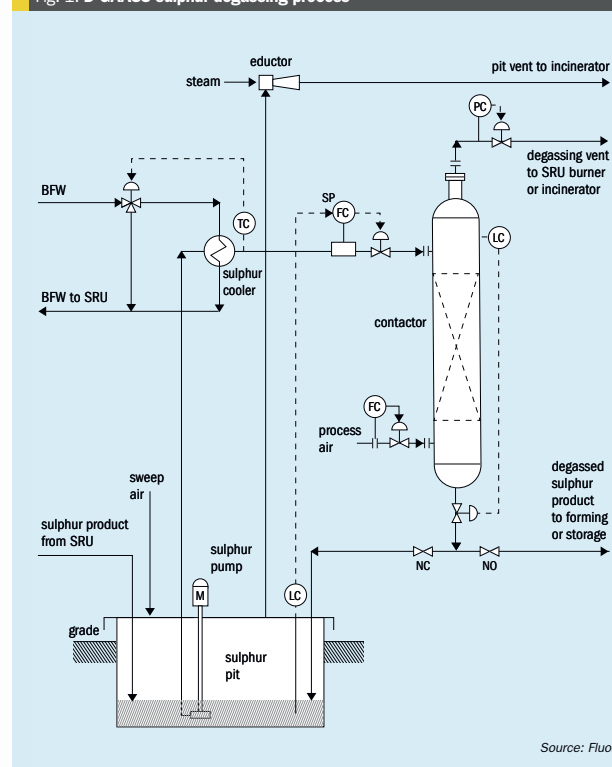 D'GAASS sulphur degassing process
eductor
steam
pit vent to incinerator
PC
degassing vent
to SRU burner
or incinerator
BFW
TC
SP
FC
LC
sulphur
cooler
BFW to SRU
contactor
FC
process
air
sweep
air
degassed
sulphur
product
to forming
or storage
sulphur product
from SRU
sulphur
pump
NC
NO
M
LC
grade
sulphur
pit
Source: Fluo